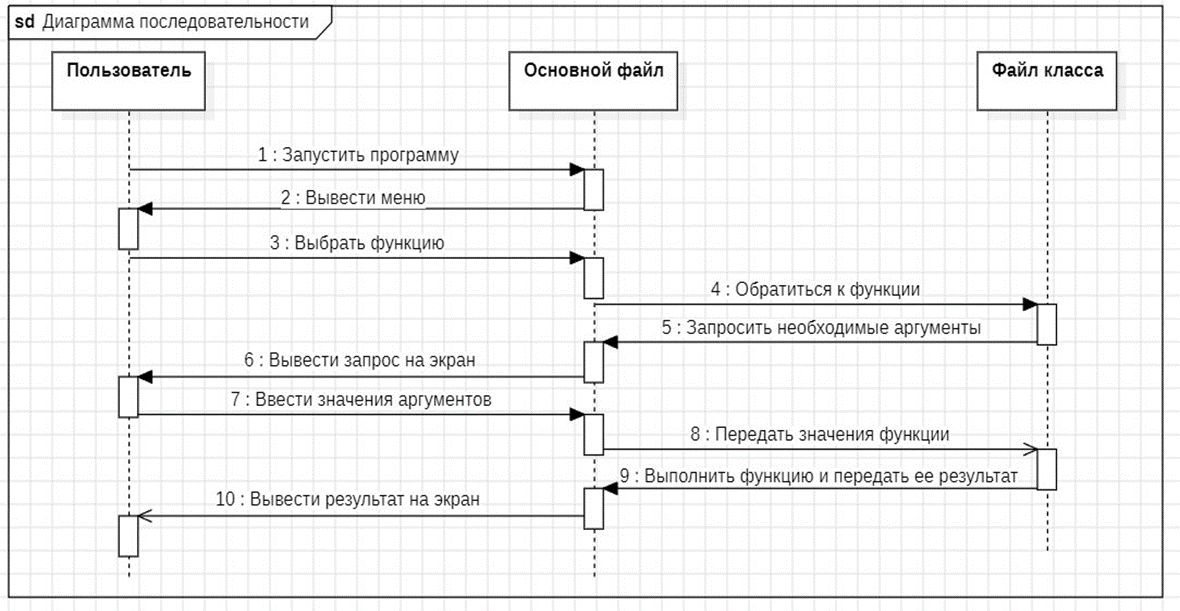 sd Диаграмма последовательности
Пользователь
Основной файл
Файл класса
1 : Запустить программу
2 : Вывести меню
3 : Выбрать функцию
4 : Обратиться к функции
5 : Запросить необходимые аргументы
6 : Вывести запрос на экран
7 : Ввести значения аргументов
8 : Передать значения функции
9 : Выполнить функцию и передать ее результат
10 : Вывести результат на экран